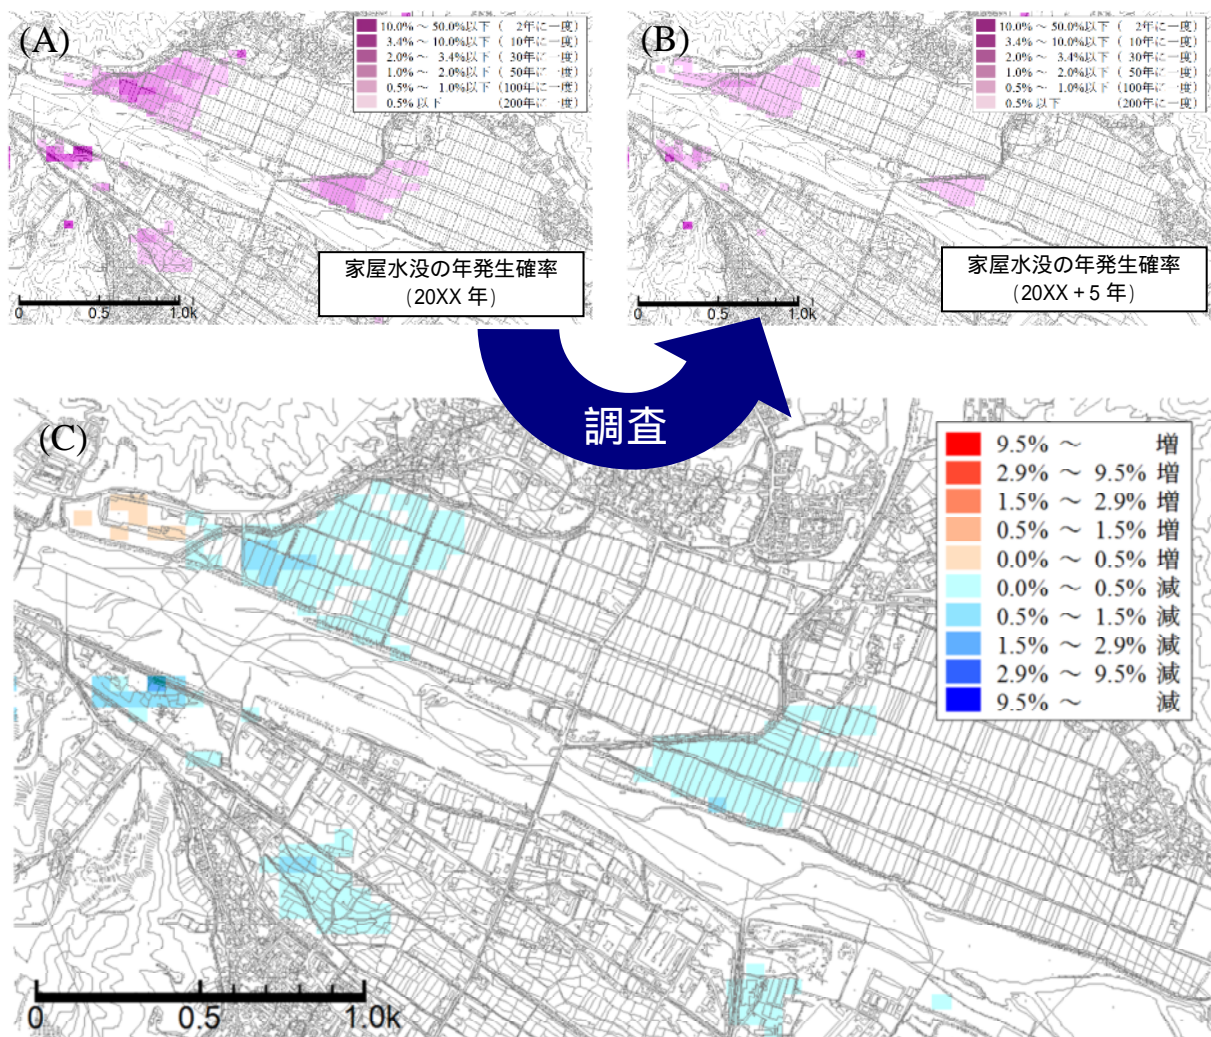 (A)
10.0% ～ 50.0%以下 ( 2年に一度)
3.4% ～ 10.0%以下 ( 10年に一度)
2.0% ～ 3.4%以下 ( 30年に一度)
1.0% ～ 2.0%以下 ( 50年に一度)
0.5% ～ 1.0%以下 (100年に一度)
0.5% 以下 (200年に一度)
家屋水没の年発生確率
(20XX 年)
0 0.5 1.0k
(B)
10.0% ～ 50.0%以下 ( 2年に一度)
3.4% ～ 10.0%以下 ( 10年に一度)
2.0% ～ 3.4%以下 ( 30年に一度)
1.0% ～ 2.0%以下 ( 50年に一度)
0.5% ～ 1.0%以下 (100年に一度)
0.5% 以下 (200年に一度)
家屋水没の年発生確率
(20XX + 5 年)
0 0.5 1.0k
調査
(C)
9.5% ～ 増
2.9% ～ 9.5% 増
1.5% ～ 2.9% 増
0.5% ～ 1.5% 増
0.0% ～ 0.5% 増
0.0% ～ 0.5% 減
0.5% ～ 1.5% 減
1.5% ～ 2.9% 減
2.9% ～ 9.5% 減
9.5% ～ 減
0 0.5 1.0k